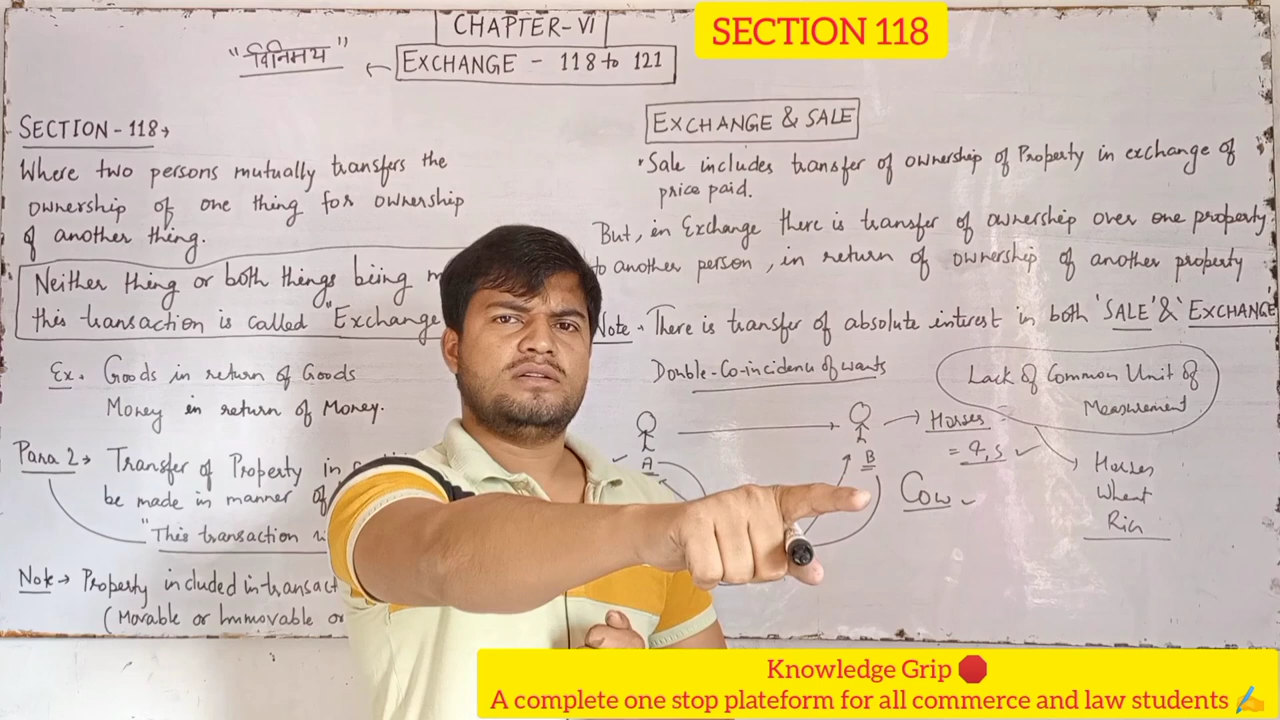 CHAPTER-VI
SECTION 118
"विनिमय"
EXCHANGE - 118 to 121
SECTION-118→
Where two persons mutually transfers the
ownership of one thing for ownership
of another thing.
Neither thing or both things being
this transaction is called "Exchange
Ex. Goods in return of Goods
Money in return of Money.
Para 2→ Transfer of Property in
be made in manner of
"This transaction
Note→ Property included in transact
(Movable or Immovable or
EXCHANGE & SALE
Sale includes transfer of ownership of Property in exchange of
price paid.
But, in Exchange there is transfer of ownership over one property
to another person, in return of ownership of another property
Note → There is transfer of absolute interest in both 'SALE' & 'EXCHANGE
Double-Co-incidence of wants
Lack of Common Unit of
Measurement
A
B
Horses
= 4,5
Cow
Horses
Wheat
Knowledge Grip 🛑
A complete one stop plateform for all commerce and law students ✍️